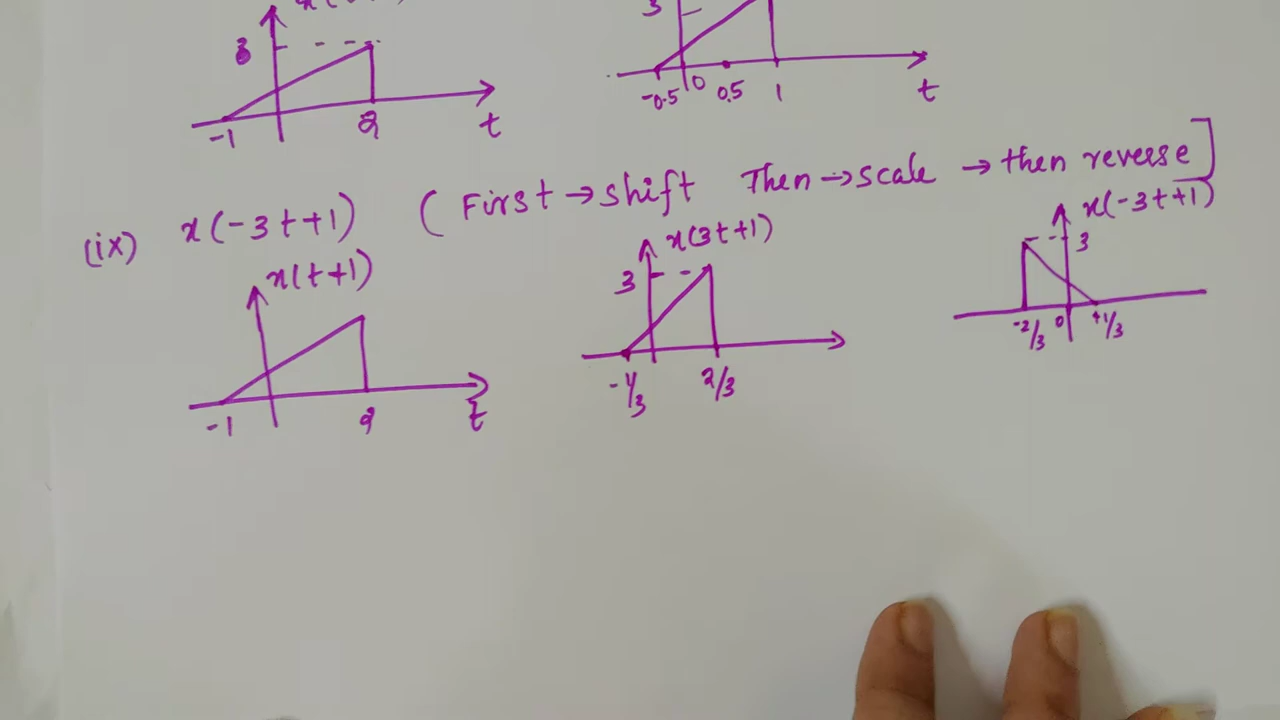 3
-1
2
t
3
-0.5 0 0.5 1
t
(ix) x(-3t+1) (First → shift Then → scale → then reverse]
x(t+1)
-1 2
t
x(3t+1)
3
-1/3 2/3
x(-3t+1)
3
-2/3 0 +1/3